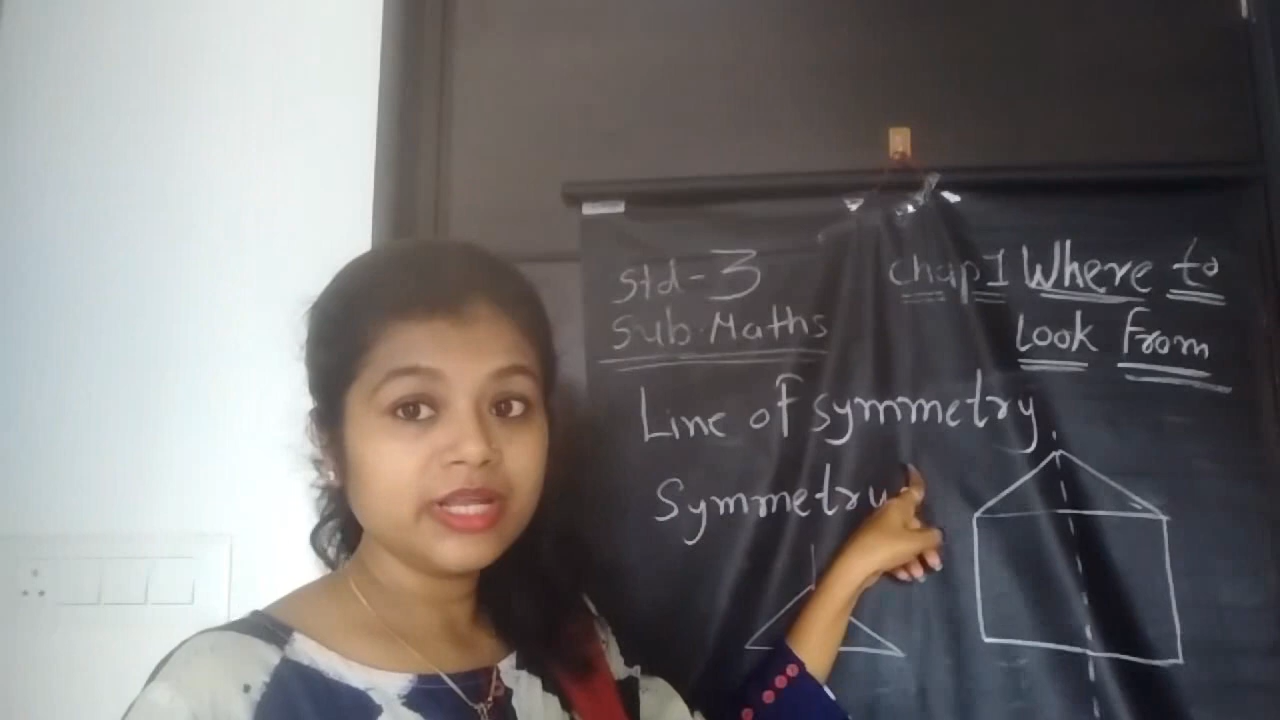 Std-3
Sub. Maths
Chap 1 Where to
Look From
Line of symmetry.
Symmetry